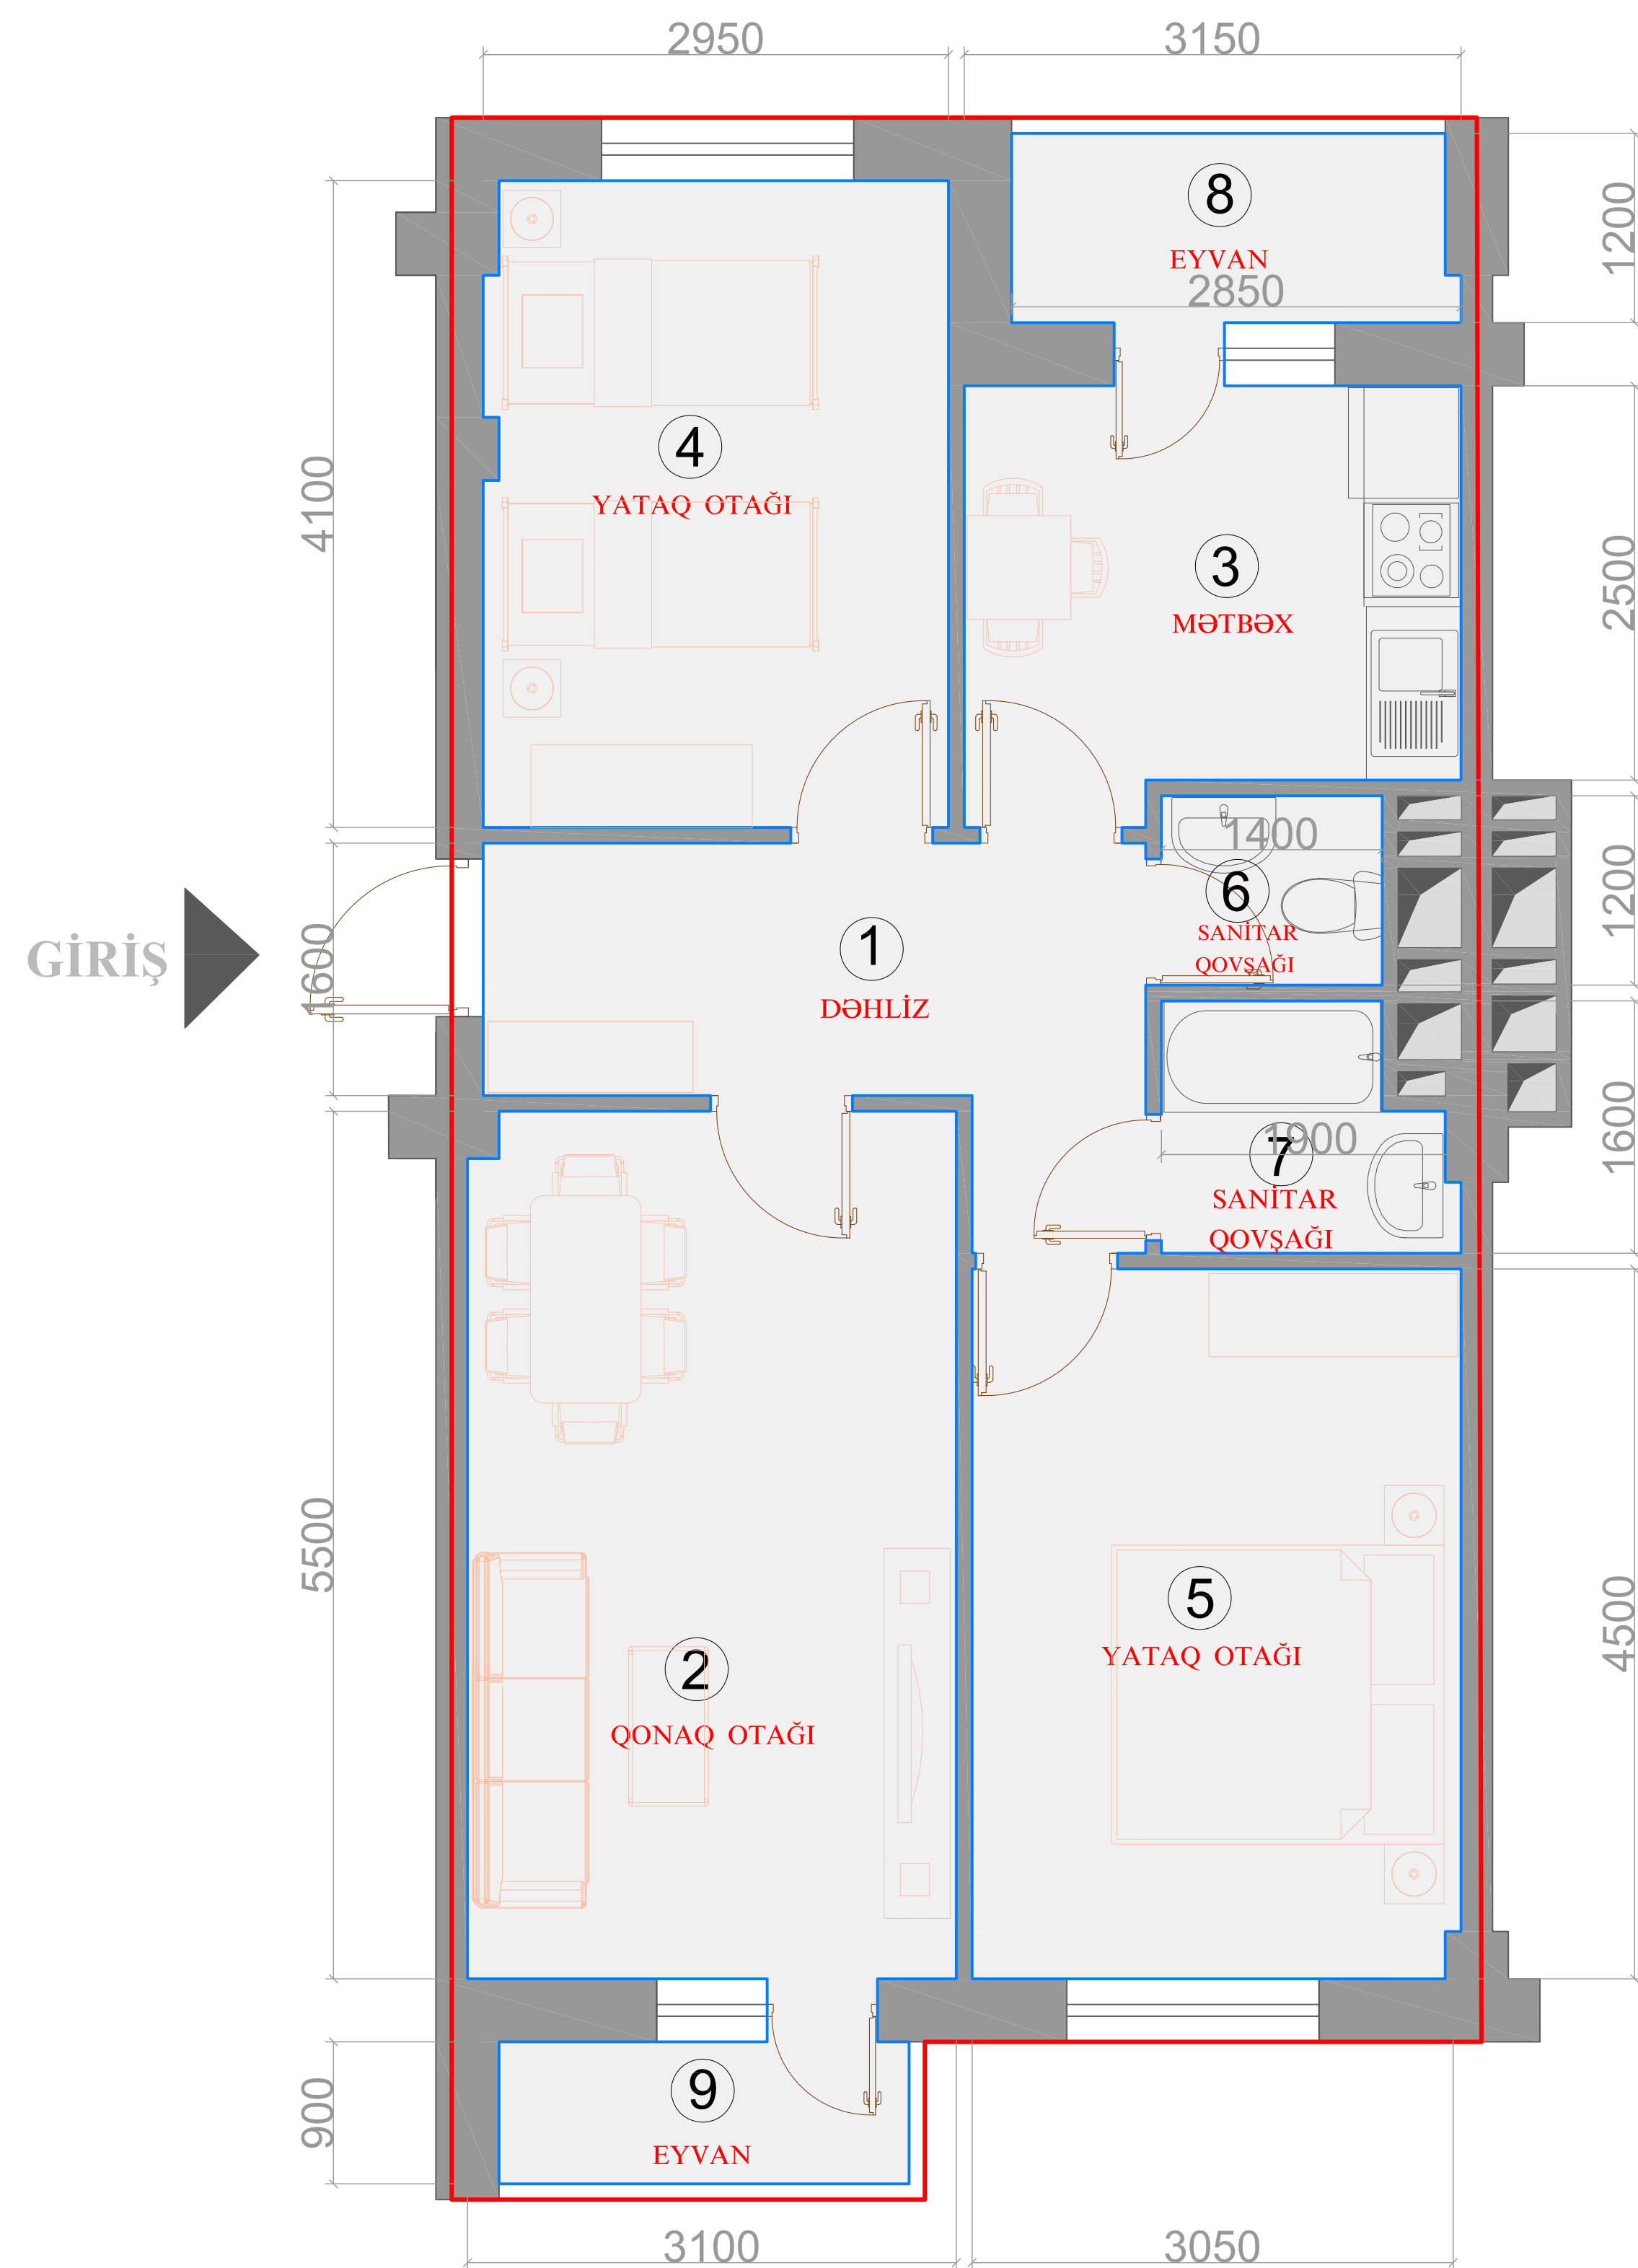 2950
3150
8
EYVAN
2850
1200
4
YATAQ OTAĞI
4100
3
MƏTBƏX
2500
1400
6
SANİTAR
QOVŞAĞI
1200
GİRİŞ
1600
1
DƏHLİZ
1900
7
SANİTAR
QOVŞAĞI
1600
5500
2
QONAQ OTAĞI
5
YATAQ OTAĞI
4500
9
EYVAN
900
3100
3050